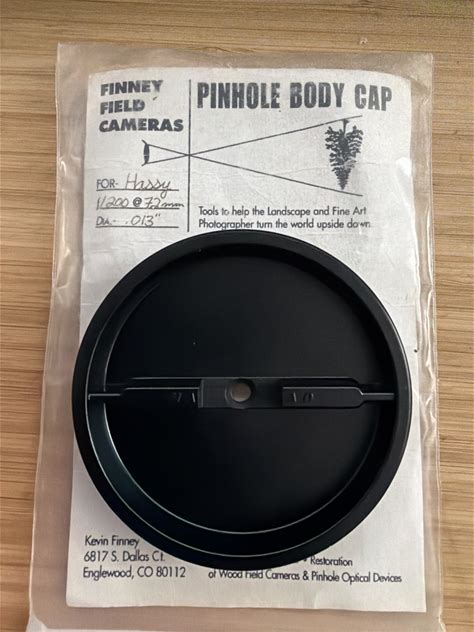 FINNEY
FIELD
CAMERAS
PINHOLE BODY CAP
FOR- Hassy
@ 72mm
DIA.- .013"
Tools to help the Landscape and Fine Art
Photographer turn the world upside down.
Kevin Finney
6817 S. Dallas Ct.
Englewood, CO 80112
• Restoration
of Wood Field Cameras & Pinhole Optical Devices